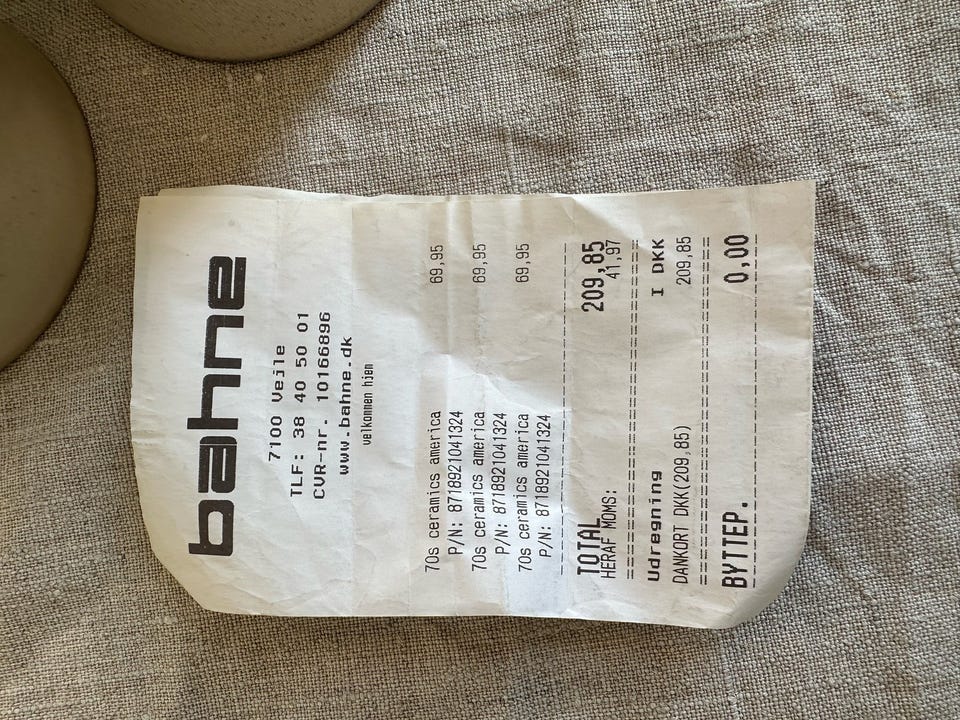 bahne
7100 Vejle
TLF: 38 40 50 01
CVR-nr. 10166896
www.bahne.dk
velkommen hjem
70s ceramics america 69,95
P/N: 8718921041324
70s ceramics america 69,95
P/N: 8718921041324
70s ceramics america 69,95
P/N: 8718921041324
TOTAL 209,85
HERAF MOMS: 41,97
Udregning I DKK
DANKORT DKK(209,85) 209,85
BYTTEP. 0,00